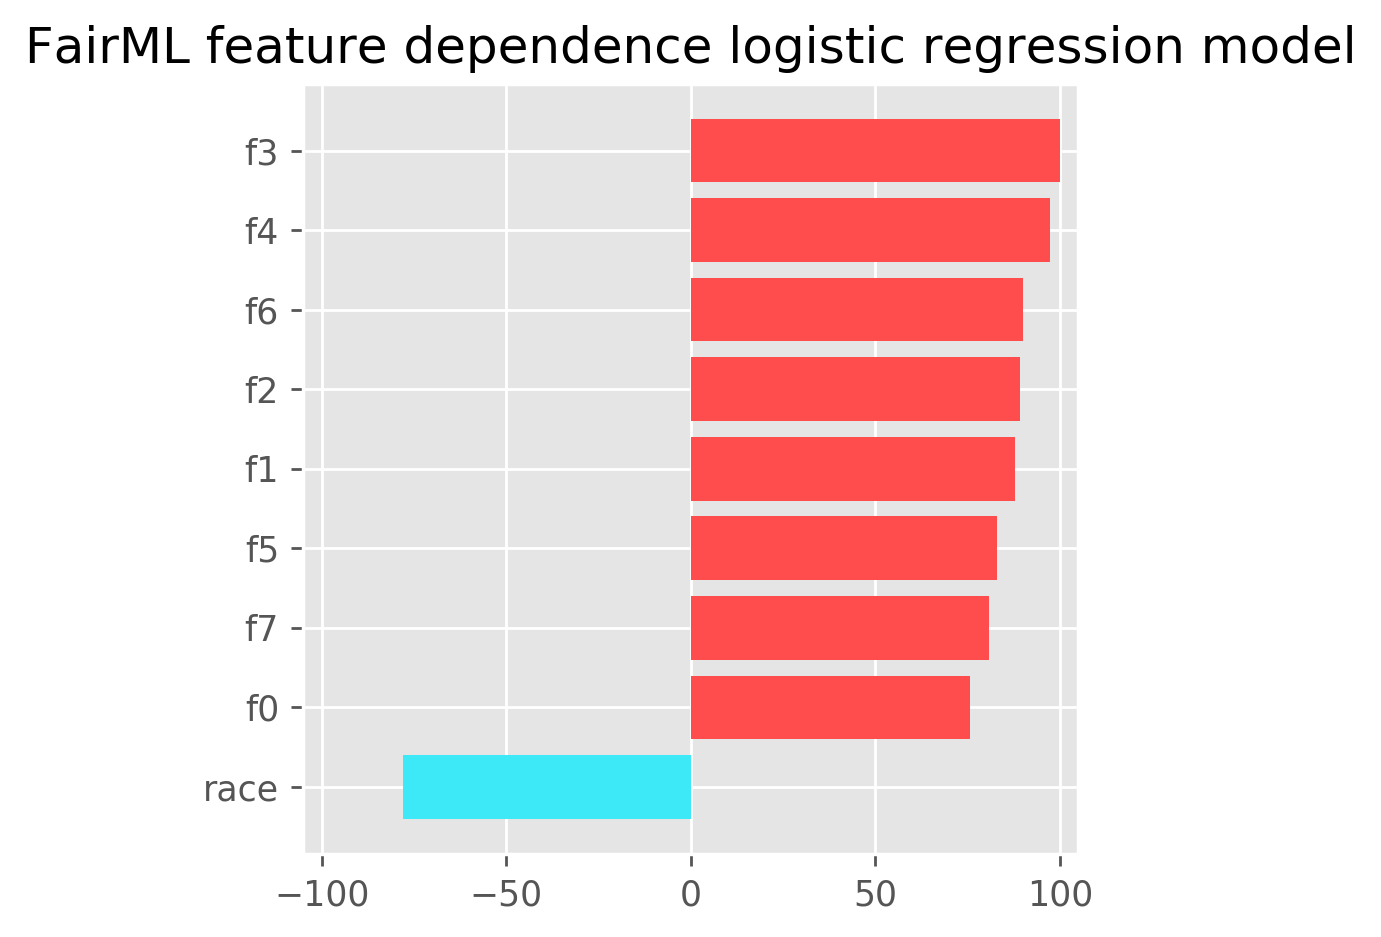 FairML feature dependence logistic regression model
f3
f4
f6
f2
f1
f5
f7
f0
race
−100 −50 0 50 100